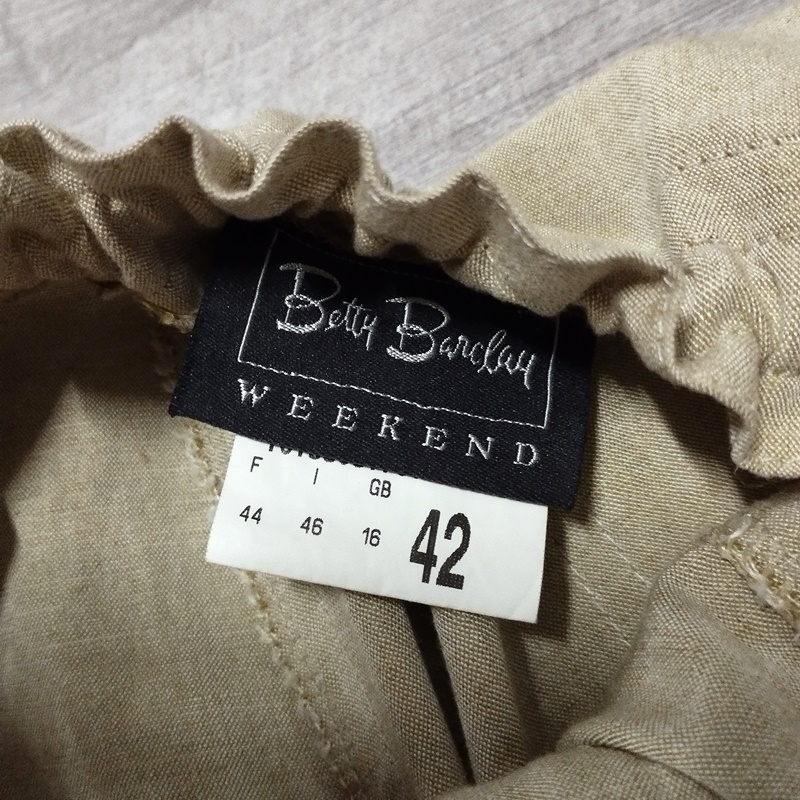 Betty Barclay
WEEKEND
F I GB
44 46 16 42